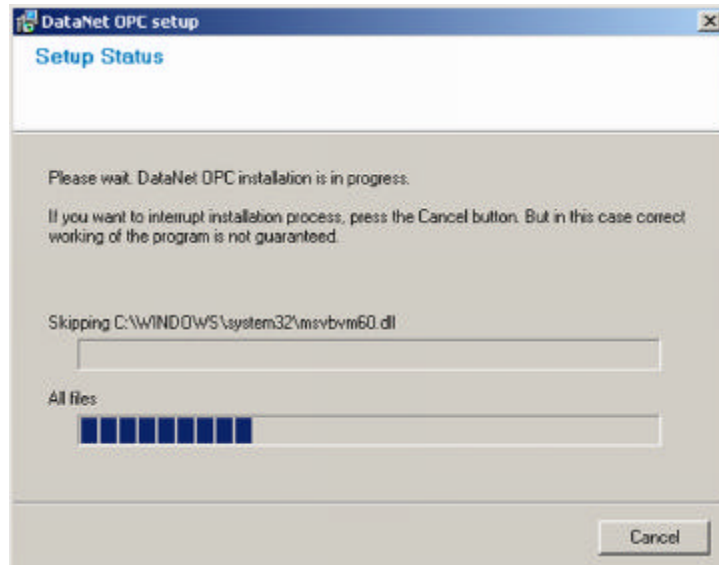 DataNet OPC setup
Setup Status
Please wait. DataNet OPC installation is in progress.
If you want to interrupt installation process, press the Cancel button. But in this case correct
working of the program is not guaranteed.
Skipping C:\WINDOWS\system32\msvbvm60.dll
All files
Cancel